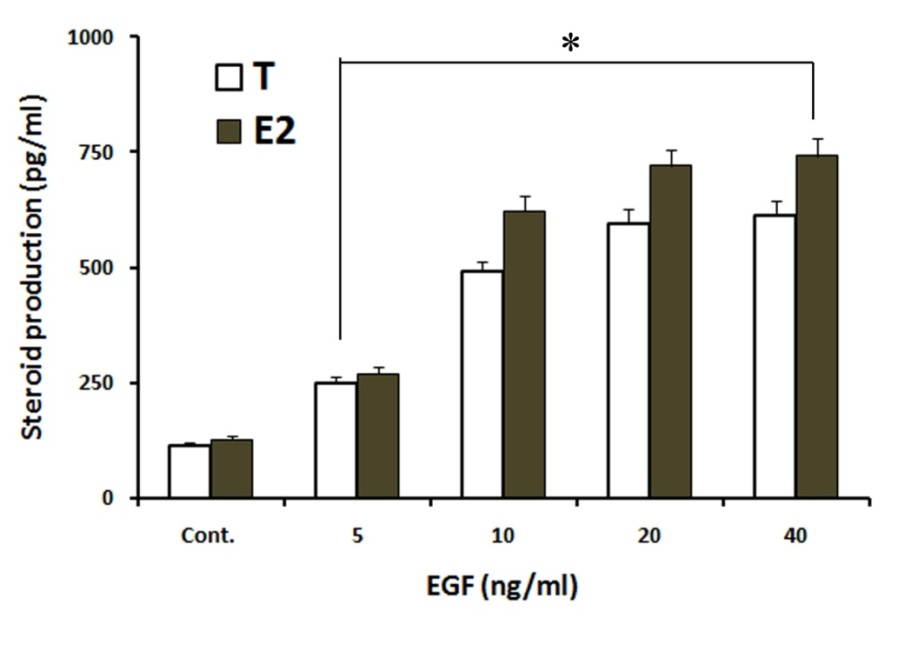 1000
*
T
E2
750
500
250
0
Steroid production (pg/ml)
Cont. 5 10 20 40
EGF (ng/ml)